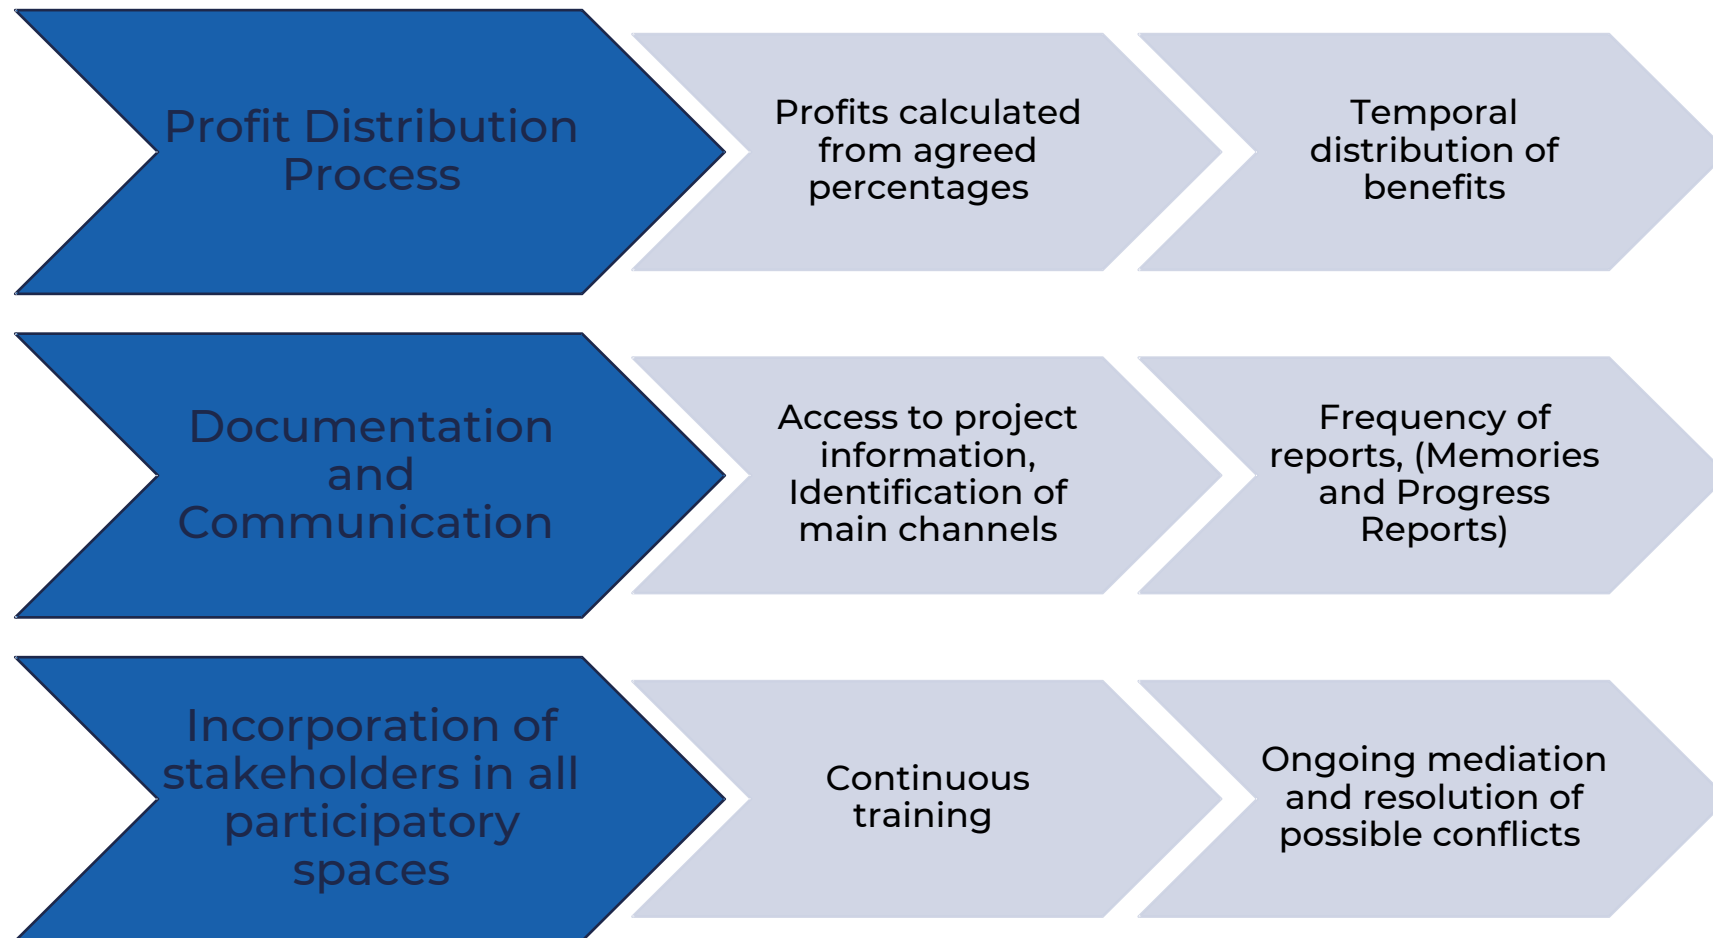 Profit Distribution
Process
Profits calculated
from agreed
percentages
Temporal
distribution of
benefits
Documentation
and
Communication
Access to project
information,
Identification of
main channels
Frequency of
reports, (Memories
and Progress
Reports)
Incorporation of
stakeholders in all
participatory
spaces
Continuous
training
Ongoing mediation
and resolution of
possible conflicts